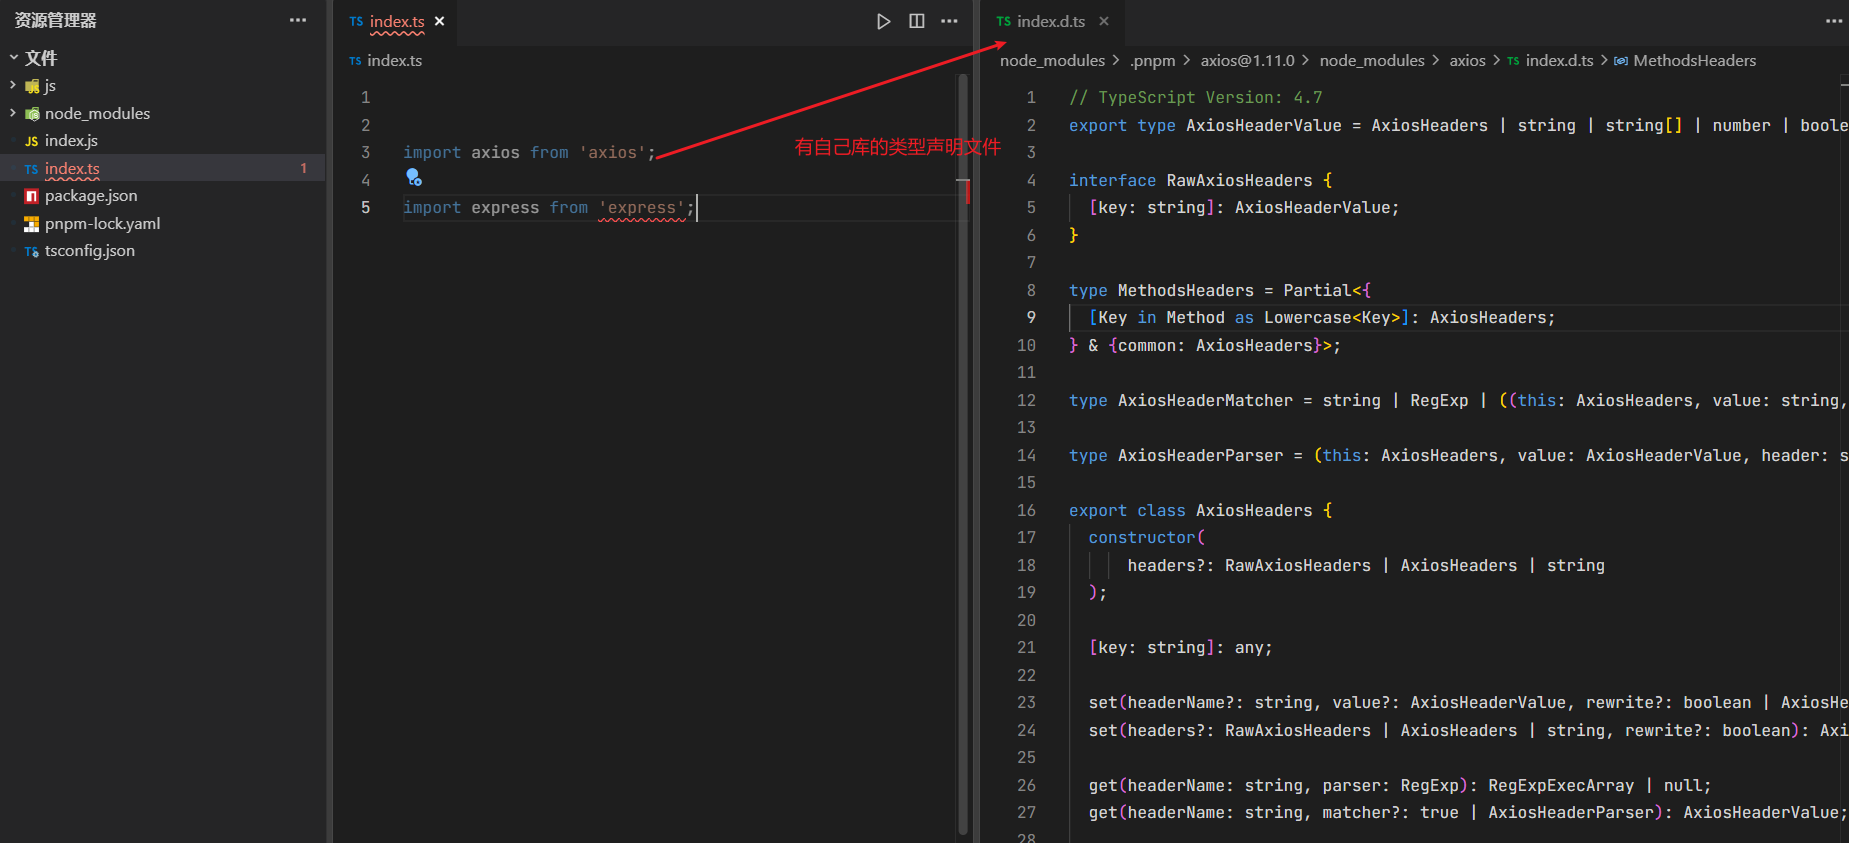 资源管理器
文件
js
node_modules
JS index.js
TS index.ts 1
package.json
pnpm-lock.yaml
TS tsconfig.json
TS index.ts
TS index.ts
1
2
3 import axios from 'axios';
4
5 import express from 'express';
有自己库的类型声明文件
TS index.d.ts
node_modules > .pnpm > axios@1.11.0 > node_modules > axios > TS index.d.ts > MethodsHeaders
1 // TypeScript Version: 4.7
2 export type AxiosHeaderValue = AxiosHeaders | string | string[] | number | boole
3
4 interface RawAxiosHeaders {
5 [key: string]: AxiosHeaderValue;
6 }
7
8 type MethodsHeaders = Partial<{
9 [Key in Method as Lowercase<Key>]: AxiosHeaders;
10 } & {common: AxiosHeaders}>;
11
12 type AxiosHeaderMatcher = string | RegExp | ((this: AxiosHeaders, value: string,
13
14 type AxiosHeaderParser = (this: AxiosHeaders, value: AxiosHeaderValue, header: s
15
16 export class AxiosHeaders {
17 constructor(
18 headers?: RawAxiosHeaders | AxiosHeaders | string
19 );
20
21 [key: string]: any;
22
23 set(headerName?: string, value?: AxiosHeaderValue, rewrite?: boolean | AxiosHe
24 set(headers?: RawAxiosHeaders | AxiosHeaders | string, rewrite?: boolean): Axi
25
26 get(headerName: string, parser: RegExp): RegExpExecArray | null;
27 get(headerName: string, matcher?: true | AxiosHeaderParser): AxiosHeaderValue;
28